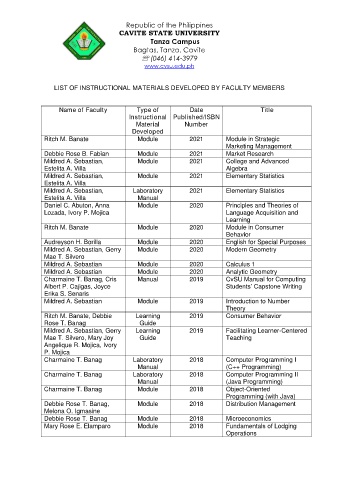 Republic of the Philippines
CAVITE STATE UNIVERSITY
Tanza Campus
Bagtas, Tanza, Cavite
☏ (046) 414-3979
www.cvsu.edu.ph
LIST OF INSTRUCTIONAL MATERIALS DEVELOPED BY FACULTY MEMBERS
Name of Faculty Type of Instructional Material Developed Date Published/ISBN Number Title
Ritch M. Banate Module 2021 Module in Strategic Marketing Management
Debbie Rose B. Fabian Module 2021 Market Research
Mildred A. Sebastian, Estelita A. Villa Module 2021 College and Advanced Algebra
Mildred A. Sebastian, Estelita A. Villa Module 2021 Elementary Statistics
Mildred A. Sebastian, Estelita A. Villa Laboratory Manual 2021 Elementary Statistics
Daniel C. Abuton, Anna Lozada, Ivory P. Mojica Module 2020 Principles and Theories of Language Acquisition and Learning
Ritch M. Banate Module 2020 Module in Consumer Behavior
Audreyson H. Borilla Module 2020 English for Special Purposes
Mildred A. Sebastian, Gerry Mae T. Silvero Module 2020 Modern Geometry
Mildred A. Sebastian Module 2020 Calculus 1
Mildred A. Sebastian Module 2020 Analytic Geometry
Charmaine T. Banag, Cris Albert P. Cajigas, Joyce Erika S. Senaris Manual 2019 CvSU Manual for Computing Students' Capstone Writing
Mildred A. Sebastian Module 2019 Introduction to Number Theory
Ritch M. Banate, Debbie Rose T. Banag Learning Guide 2019 Consumer Behavior
Mildred A. Sebastian, Gerry Mae T. Silvero, Mary Joy Angelique R. Mojica, Ivory P. Mojica Learning Guide 2019 Facilitating Learner-Centered Teaching
Charmaine T. Banag Laboratory Manual 2018 Computer Programming I (C++ Programming)
Charmaine T. Banag Laboratory Manual 2018 Computer Programming II (Java Programming)
Charmaine T. Banag Module 2018 Object-Oriented Programming (with Java)
Debbie Rose T. Banag, Melona O. Igmasine Module 2018 Distribution Management
Debbie Rose T. Banag Module 2018 Microeconomics
Mary Rose E. Elamparo Module 2018 Fundamentals of Lodging Operations